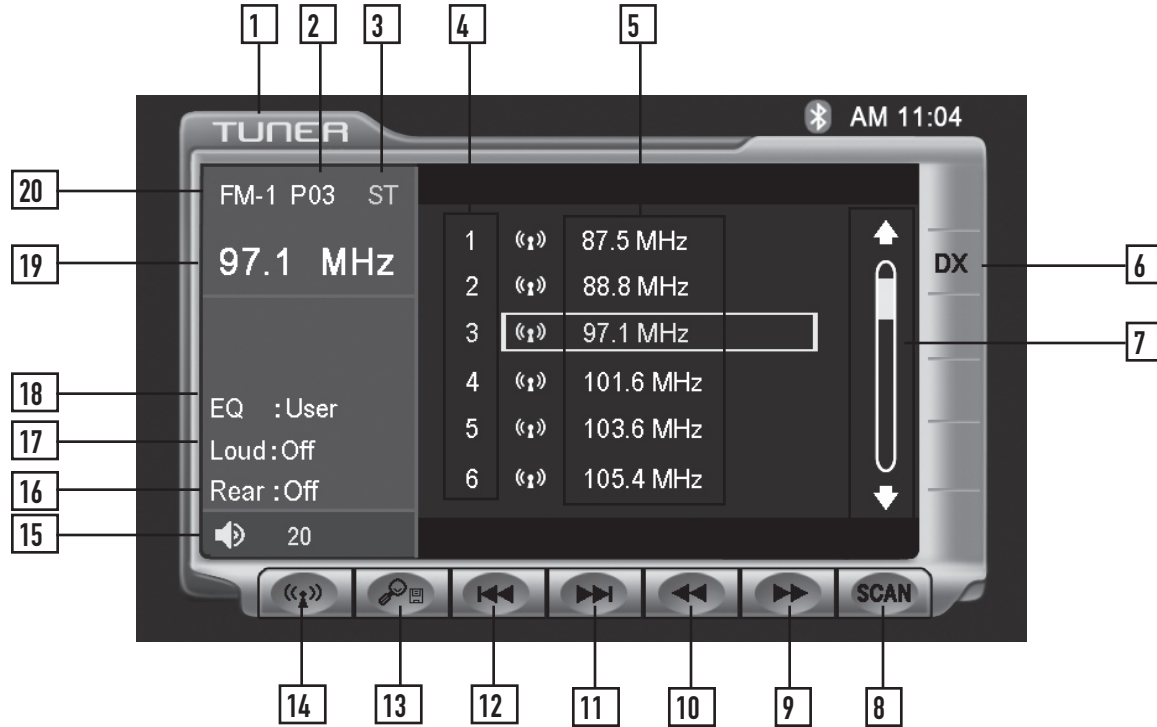 1 2 3 4 5
TUNER AM 11:04
20 FM-1 P03 ST
19 97.1 MHz
1 87.5 MHz
2 88.8 MHz
3 97.1 MHz
4 101.6 MHz
5 103.6 MHz
6 105.4 MHz
DX 6
7
18 EQ :User
17 Loud:Off
16 Rear :Off
15 20
SCAN
14 13 12 11 10 9 8